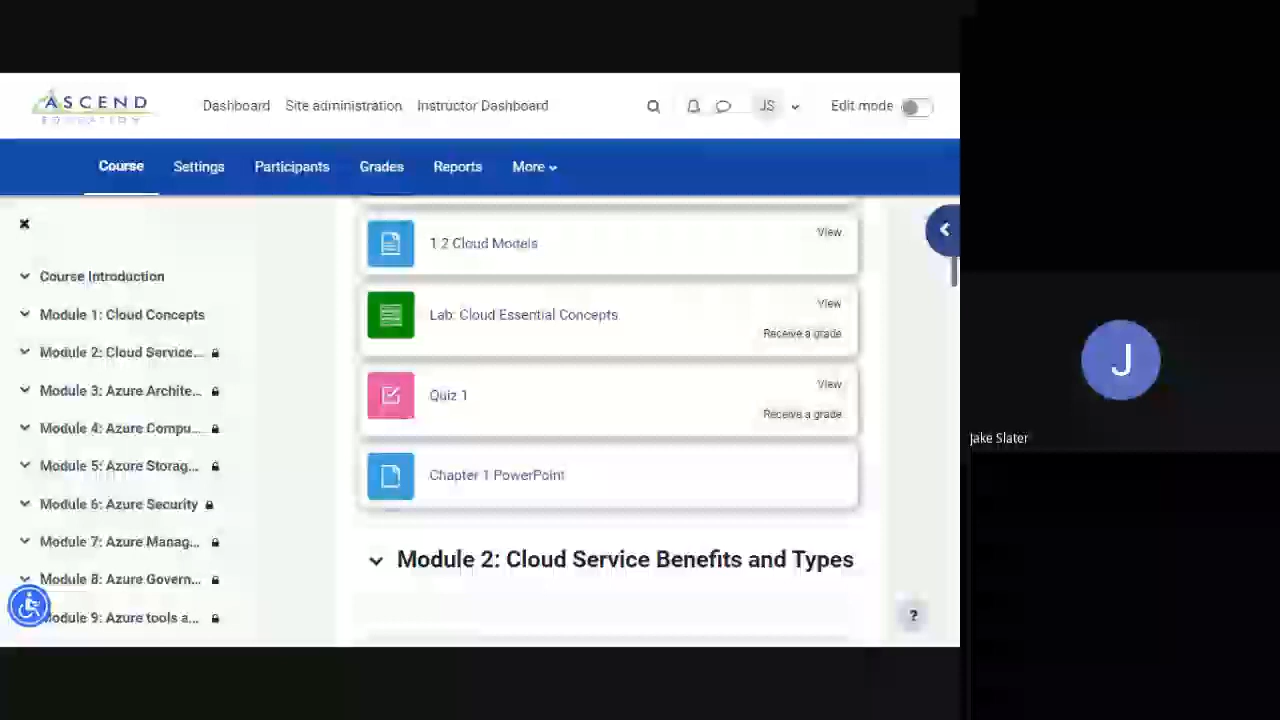 ASCEND
EDUCATION
Dashboard
Site administration
Instructor Dashboard
JS
Edit mode
Course
Settings
Participants
Grades
Reports
More
Course Introduction
Module 1: Cloud Concepts
Module 2: Cloud Service...
Module 3: Azure Archite...
Module 4: Azure Compu...
Module 5: Azure Storag...
Module 6: Azure Security
Module 7: Azure Manag...
Module 8: Azure Govern...
Module 9: Azure tools a...
1.2 Cloud Models
View
Lab: Cloud Essential Concepts
View
Receive a grade
Quiz 1
View
Receive a grade
Chapter 1 PowerPoint
Module 2: Cloud Service Benefits and Types
?
J
Jake Slater